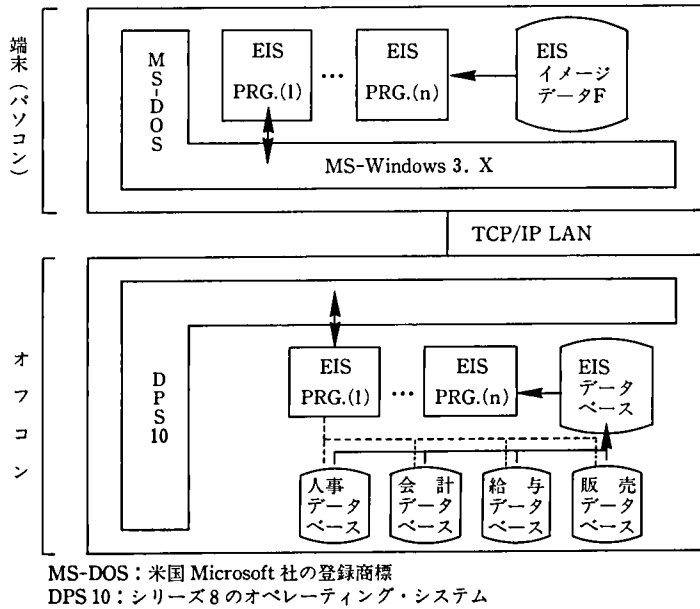 端末(パソコン)
MS-DOS
EIS
PRG.(1)
…
EIS
PRG.(n)
EIS
イメージ
データF
MS-Windows 3. X
TCP/IP LAN
オフコン
DPS10
EIS
PRG.(1)
…
EIS
PRG.(n)
EIS
データ
ベース
人事
データ
ベース
会計
データ
ベース
給与
データ
ベース
販売
データ
ベース
MS-DOS:米国 Microsoft 社の登録商標
DPS 10:シリーズ8のオペレーティング・システム